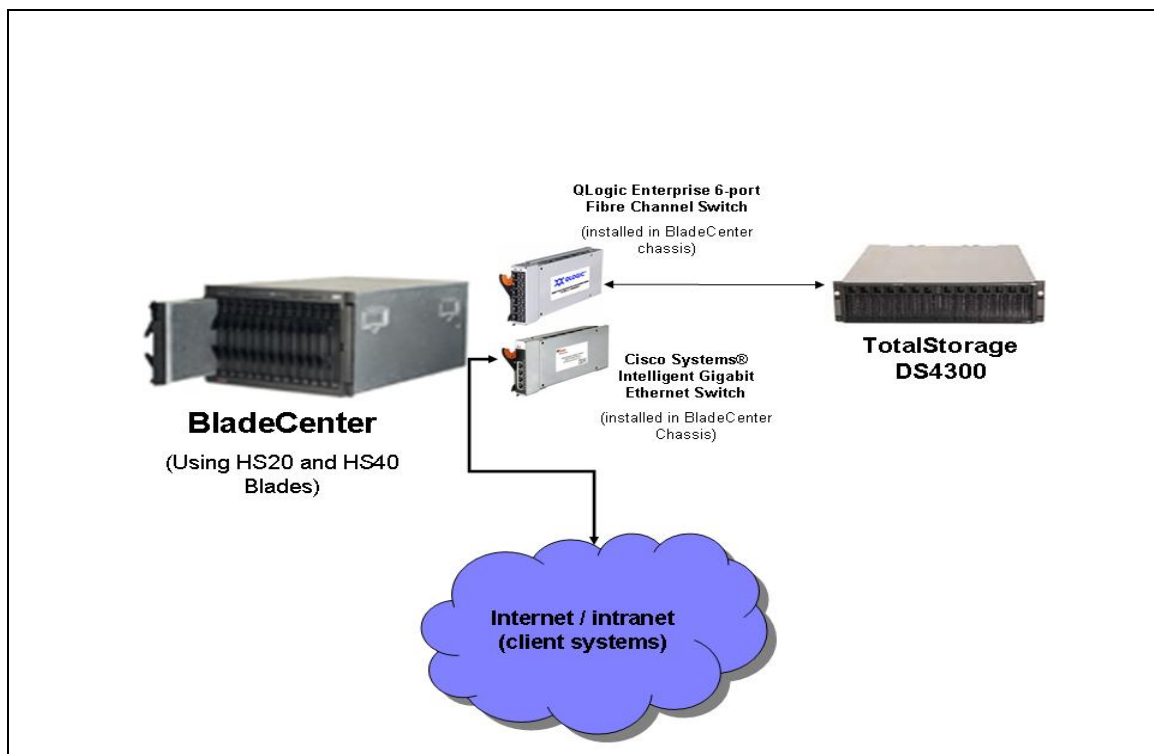 QLogic Enterprise 6-port
Fibre Channel Switch
(installed in BladeCenter
chassis)
QLOGIC
TotalStorage
DS4300
Cisco Systems®
Intelligent Gigabit
Ethernet Switch
(installed in BladeCenter
Chassis)
BladeCenter
(Using HS20 and HS40
Blades)
Internet / intranet
(client systems)